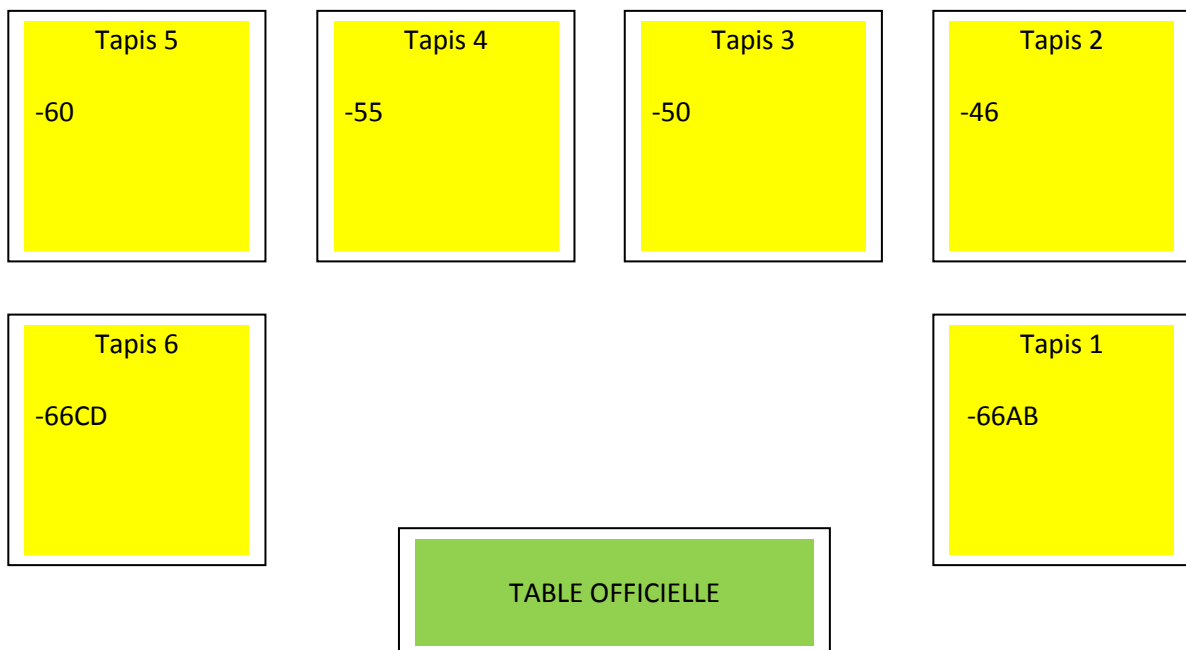 Tapis 5
-60
Tapis 4
-55
Tapis 3
-50
Tapis 2
-46
Tapis 6
-66CD
Tapis 1
-66AB
TABLE OFFICIELLE